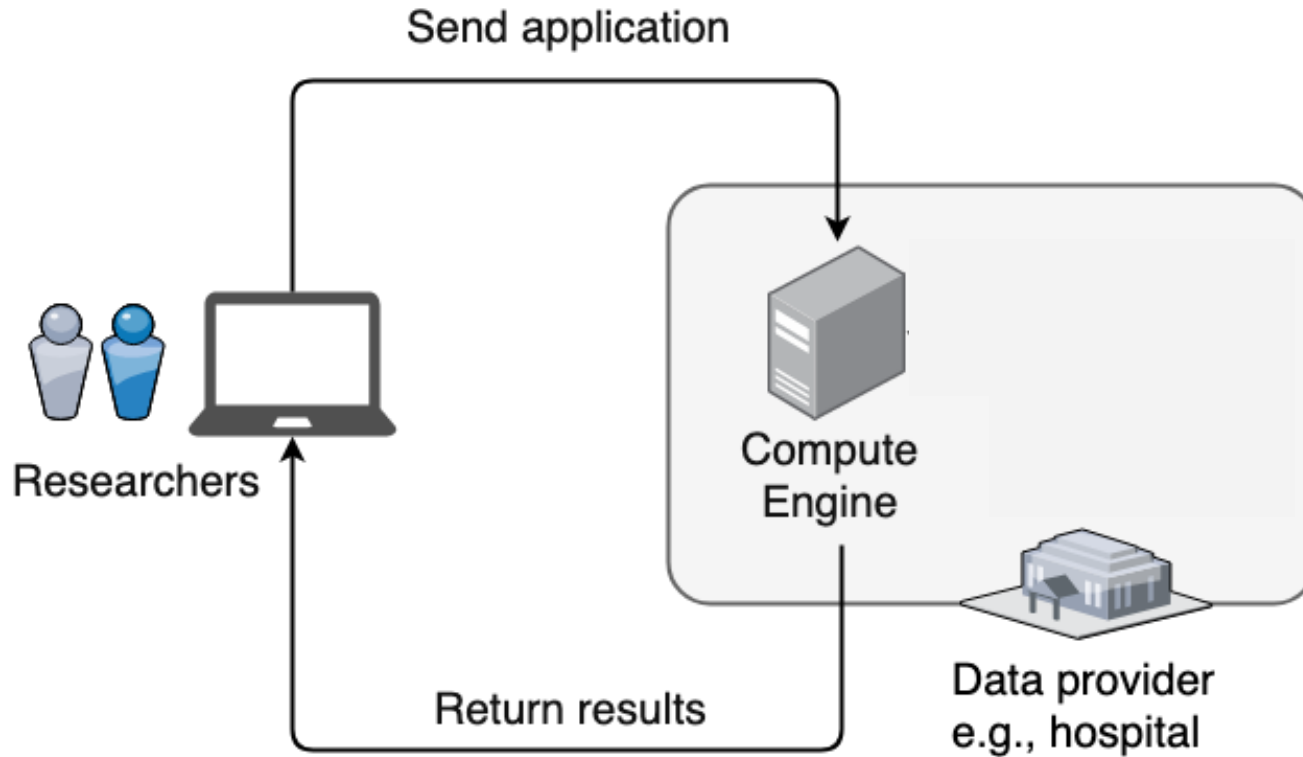 Send application
Researchers
Compute
Engine
Return results
Data provider
e.g., hospital